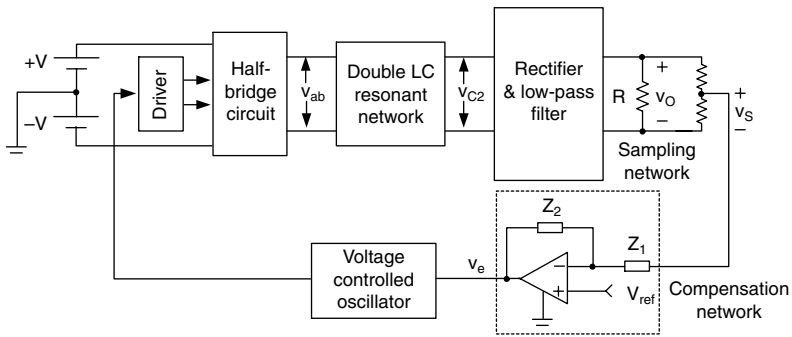 +V
−V
Driver
Half-
bridge
circuit
vab
Double LC
resonant
network
vC2
Rectifier
& low-pass
filter
R
+
vO
−
+
vS
−
Sampling
network
Z2
Z1
−
+
Vref
Compensation
network
ve
Voltage
controlled
oscillator